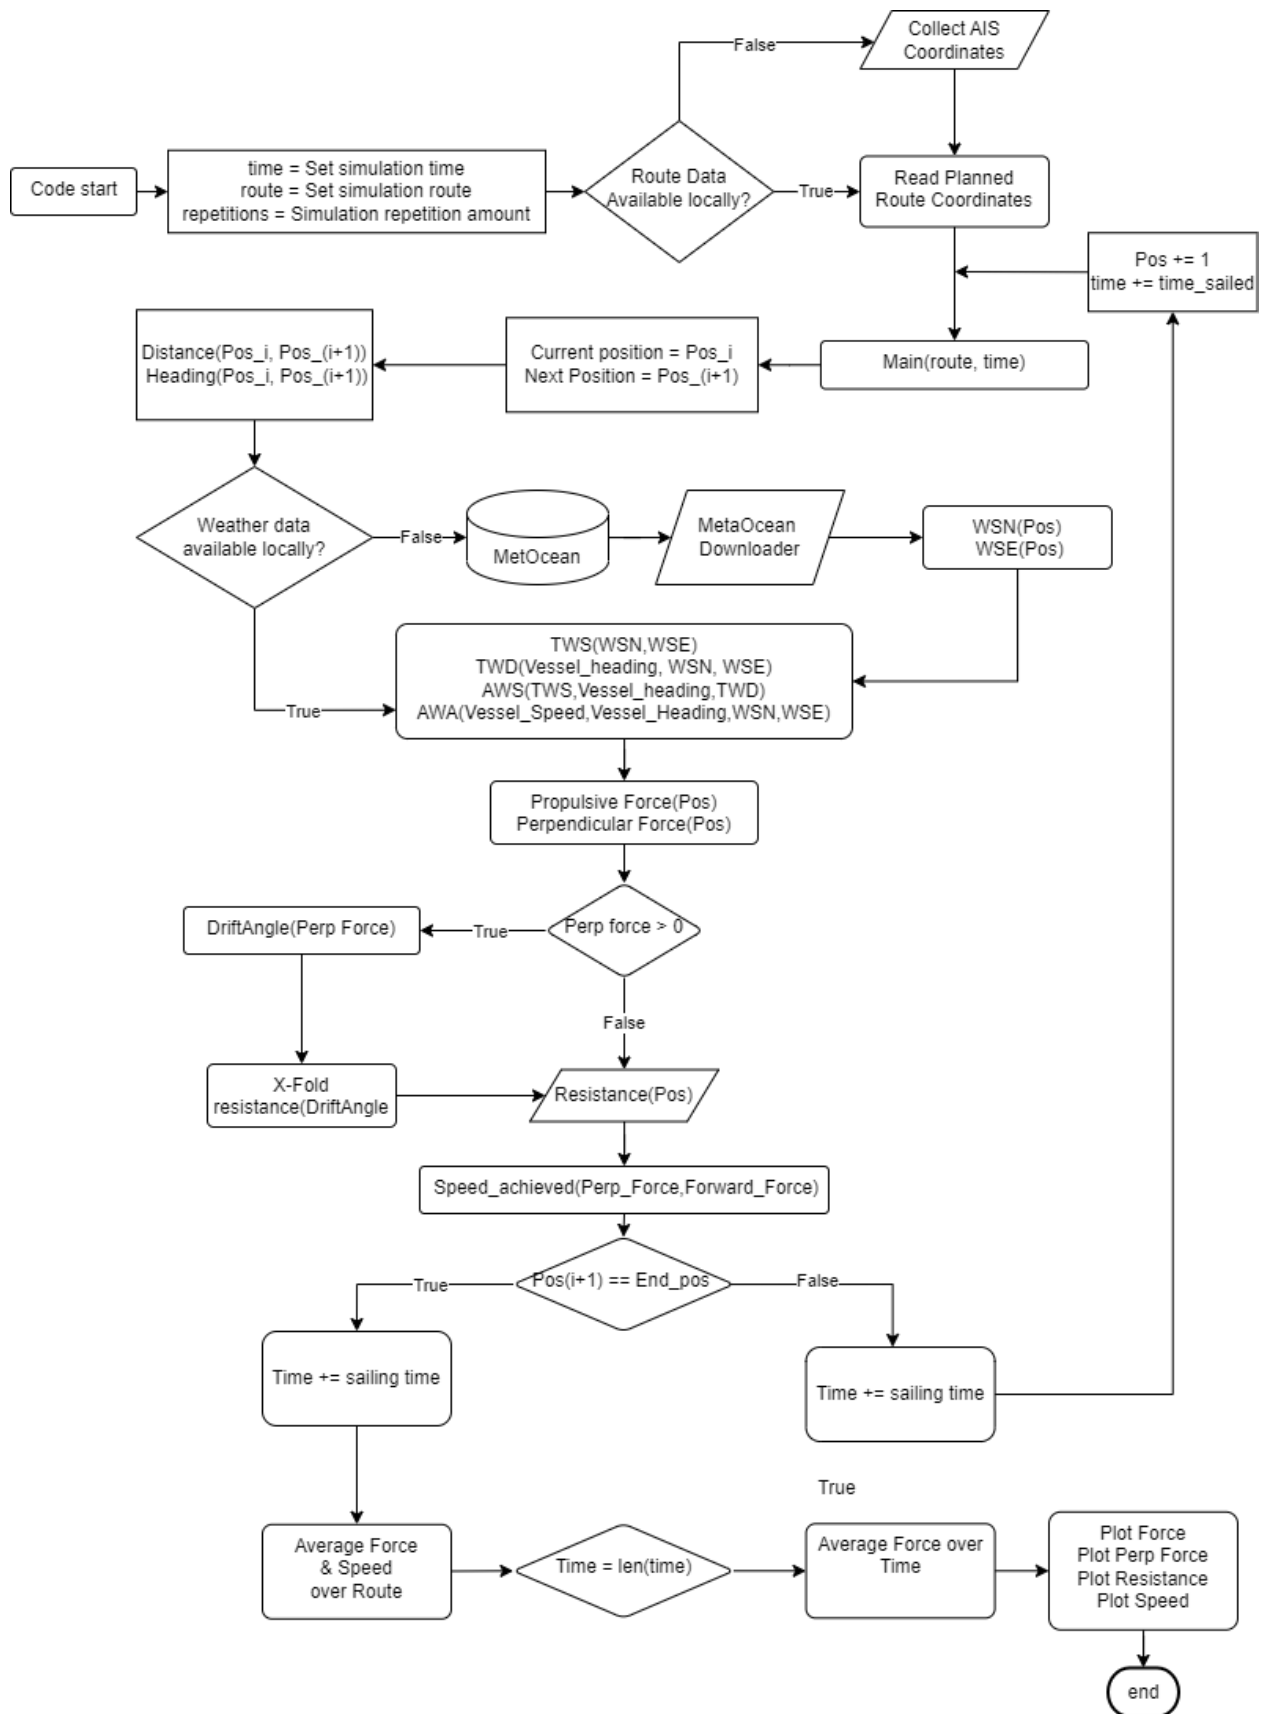 Collect AIS
Coordinates
False
Code start
time = Set simulation time
route = Set simulation route
repetitions = Simulation repetition amount
Route Data
Available locally?
True
Read Planned
Route Coordinates
Pos += 1
time += time_sailed
Distance(Pos_i, Pos_(i+1))
Heading(Pos_i, Pos_(i+1))
Current position = Pos_i
Next Position = Pos_(i+1)
Main(route, time)
Weather data
available locally?
False
MetOcean
MetaOcean
Downloader
WSN(Pos)
WSE(Pos)
True
TWS(WSN,WSE)
TWD(Vessel_heading, WSN, WSE)
AWS(TWS,Vessel_heading,TWD)
AWA(Vessel_Speed,Vessel_Heading,WSN,WSE)
Propulsive Force(Pos)
Perpendicular Force(Pos)
DriftAngle(Perp Force)
True
Perp force > 0
False
X-Fold
resistance(DriftAngle
Resistance(Pos)
Speed_achieved(Perp_Force,Forward_Force)
True
Pos(i+1) == End_pos
False
Time += sailing time
Time += sailing time
True
Average Force
& Speed
over Route
Time = len(time)
Average Force over
Time
Plot Force
Plot Perp Force
Plot Resistance
Plot Speed
end